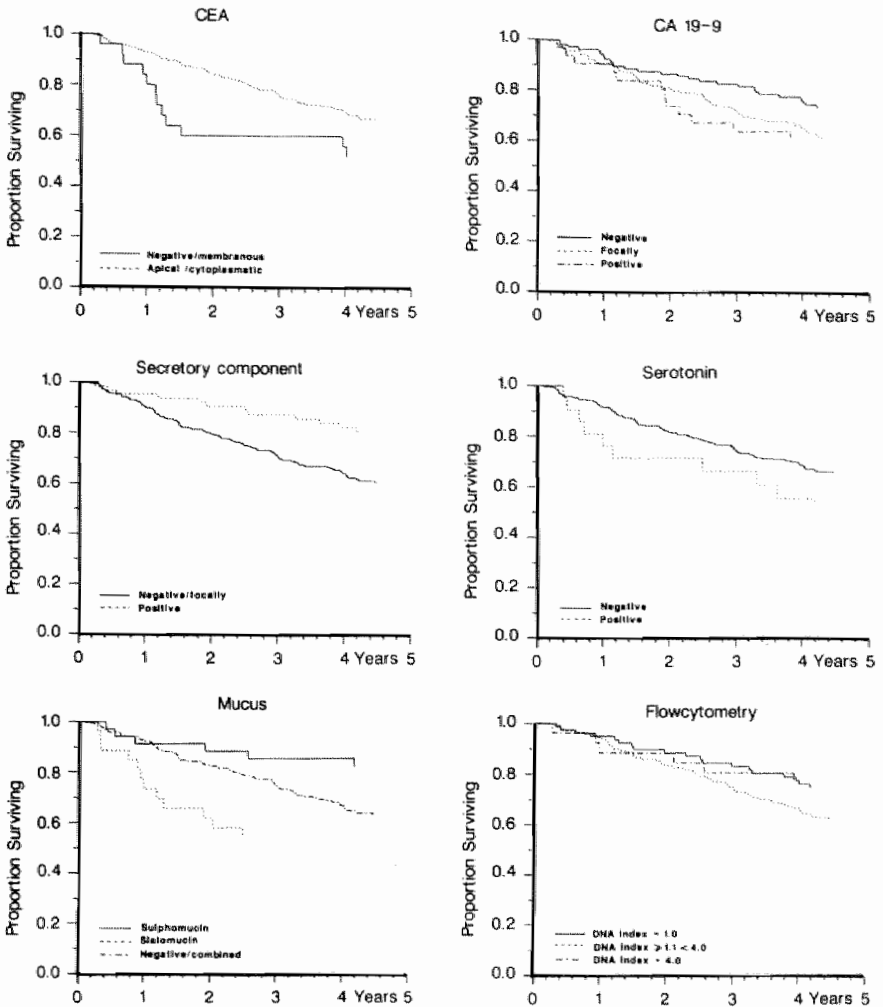 CEA
Proportion Surviving
1.0
0.8
0.6
0.4
0.2
0.0
Negative/membranous
Apical/cytoplasmatic
0 1 2 3 4 Years 5
CA 19-9
Proportion Surviving
1.0
0.8
0.6
0.4
0.2
0.0
Negative
Focally
Positive
0 1 2 3 4 Years 5
Secretory component
Proportion Surviving
1.0
0.8
0.6
0.4
0.2
0.0
Negative/focally
Positive
0 1 2 3 4 Years 5
Serotonin
Proportion Surviving
1.0
0.8
0.6
0.4
0.2
0.0
Negative
Positive
0 1 2 3 4 Years 5
Mucus
Proportion Surviving
1.0
0.8
0.6
0.4
0.2
0.0
Sulphomucin
Sialomucin
Negative/combined
0 1 2 3 4 Years 5
Flowcytometry
Proportion Surviving
1.0
0.8
0.6
0.4
0.2
0.0
DNA Index = 1.0
DNA Index ⩾ 1.1 < 4.0
DNA Index = 4.0
0 1 2 3 4 Years 5